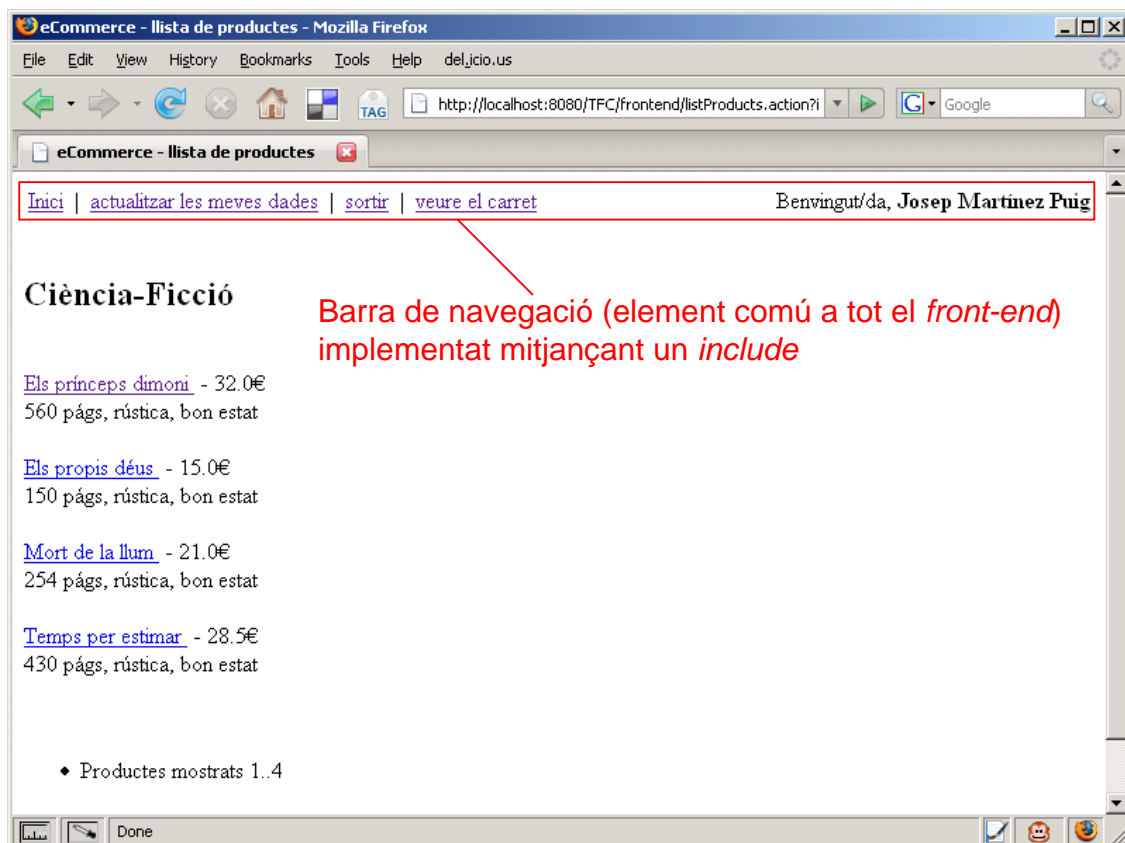 eCommerce - llista de productes - Mozilla Firefox
File Edit View History Bookmarks Tools Help del.icio.us
TAG http://localhost:8080/TFC/frontend/listProducts.action?i G Google
eCommerce - llista de productes
Inici | actualitzar les meves dades | sortir | veure el carret Benvingut/da, Josep Martínez Puig
Ciència-Ficció
Barra de navegació (element comú a tot el front-end)
implementat mitjançant un include
Els prínceps dimoni - 32.0€
560 págs, rústica, bon estat
Els propis déus - 15.0€
150 págs, rústica, bon estat
Mort de la llum - 21.0€
254 págs, rústica, bon estat
Temps per estimar - 28.5€
430 págs, rústica, bon estat
• Productes mostrats 1..4
Done